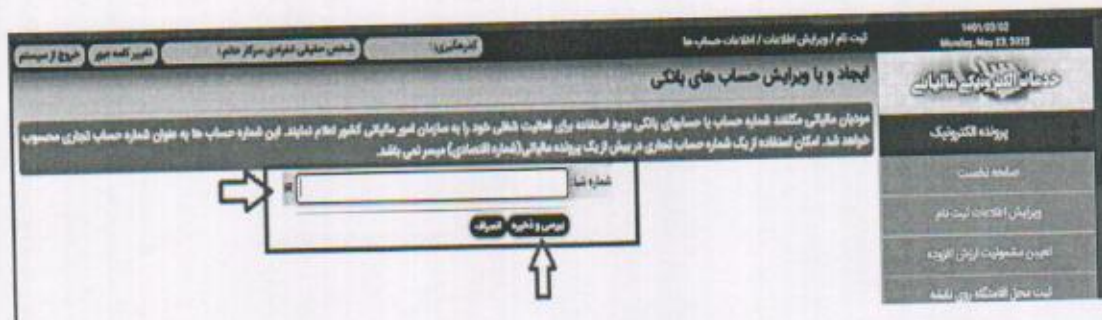 1401/03/02
Monday, May 23, 2022
ثبت نام / ویرایش اطلاعات / اطلاعات حساب ها
کدرهگیری:
شخص حقیقی انفرادی سرکار خانم:
تغییر کلمه عبور
خروج از سیستم
خدمات الکترونیکی مالیاتی
ایجاد و یا ویرایش حساب های بانکی
مودیان مالیاتی مکلفند شماره حساب یا حسابهای بانکی مورد استفاده برای فعالیت شغلی خود را به سازمان امور مالیاتی کشور اعلام نمایند. این شماره حساب ها به عنوان شماره حساب تجاری محسوب
خواهد شد. امکان استفاده از یک شماره حساب تجاری در بیش از یک پرونده مالیاتی(شماره اقتصادی) میسر نمی باشد.
پرونده الکترونیک
صفحه نخست
ویرایش اطلاعات ثبت نام
تعیین مشمولیت ارزش افزوده
ثبت محل اقامتگاه روی نقشه
شماره شبا:
IR
بررسی و ذخیره
انصراف